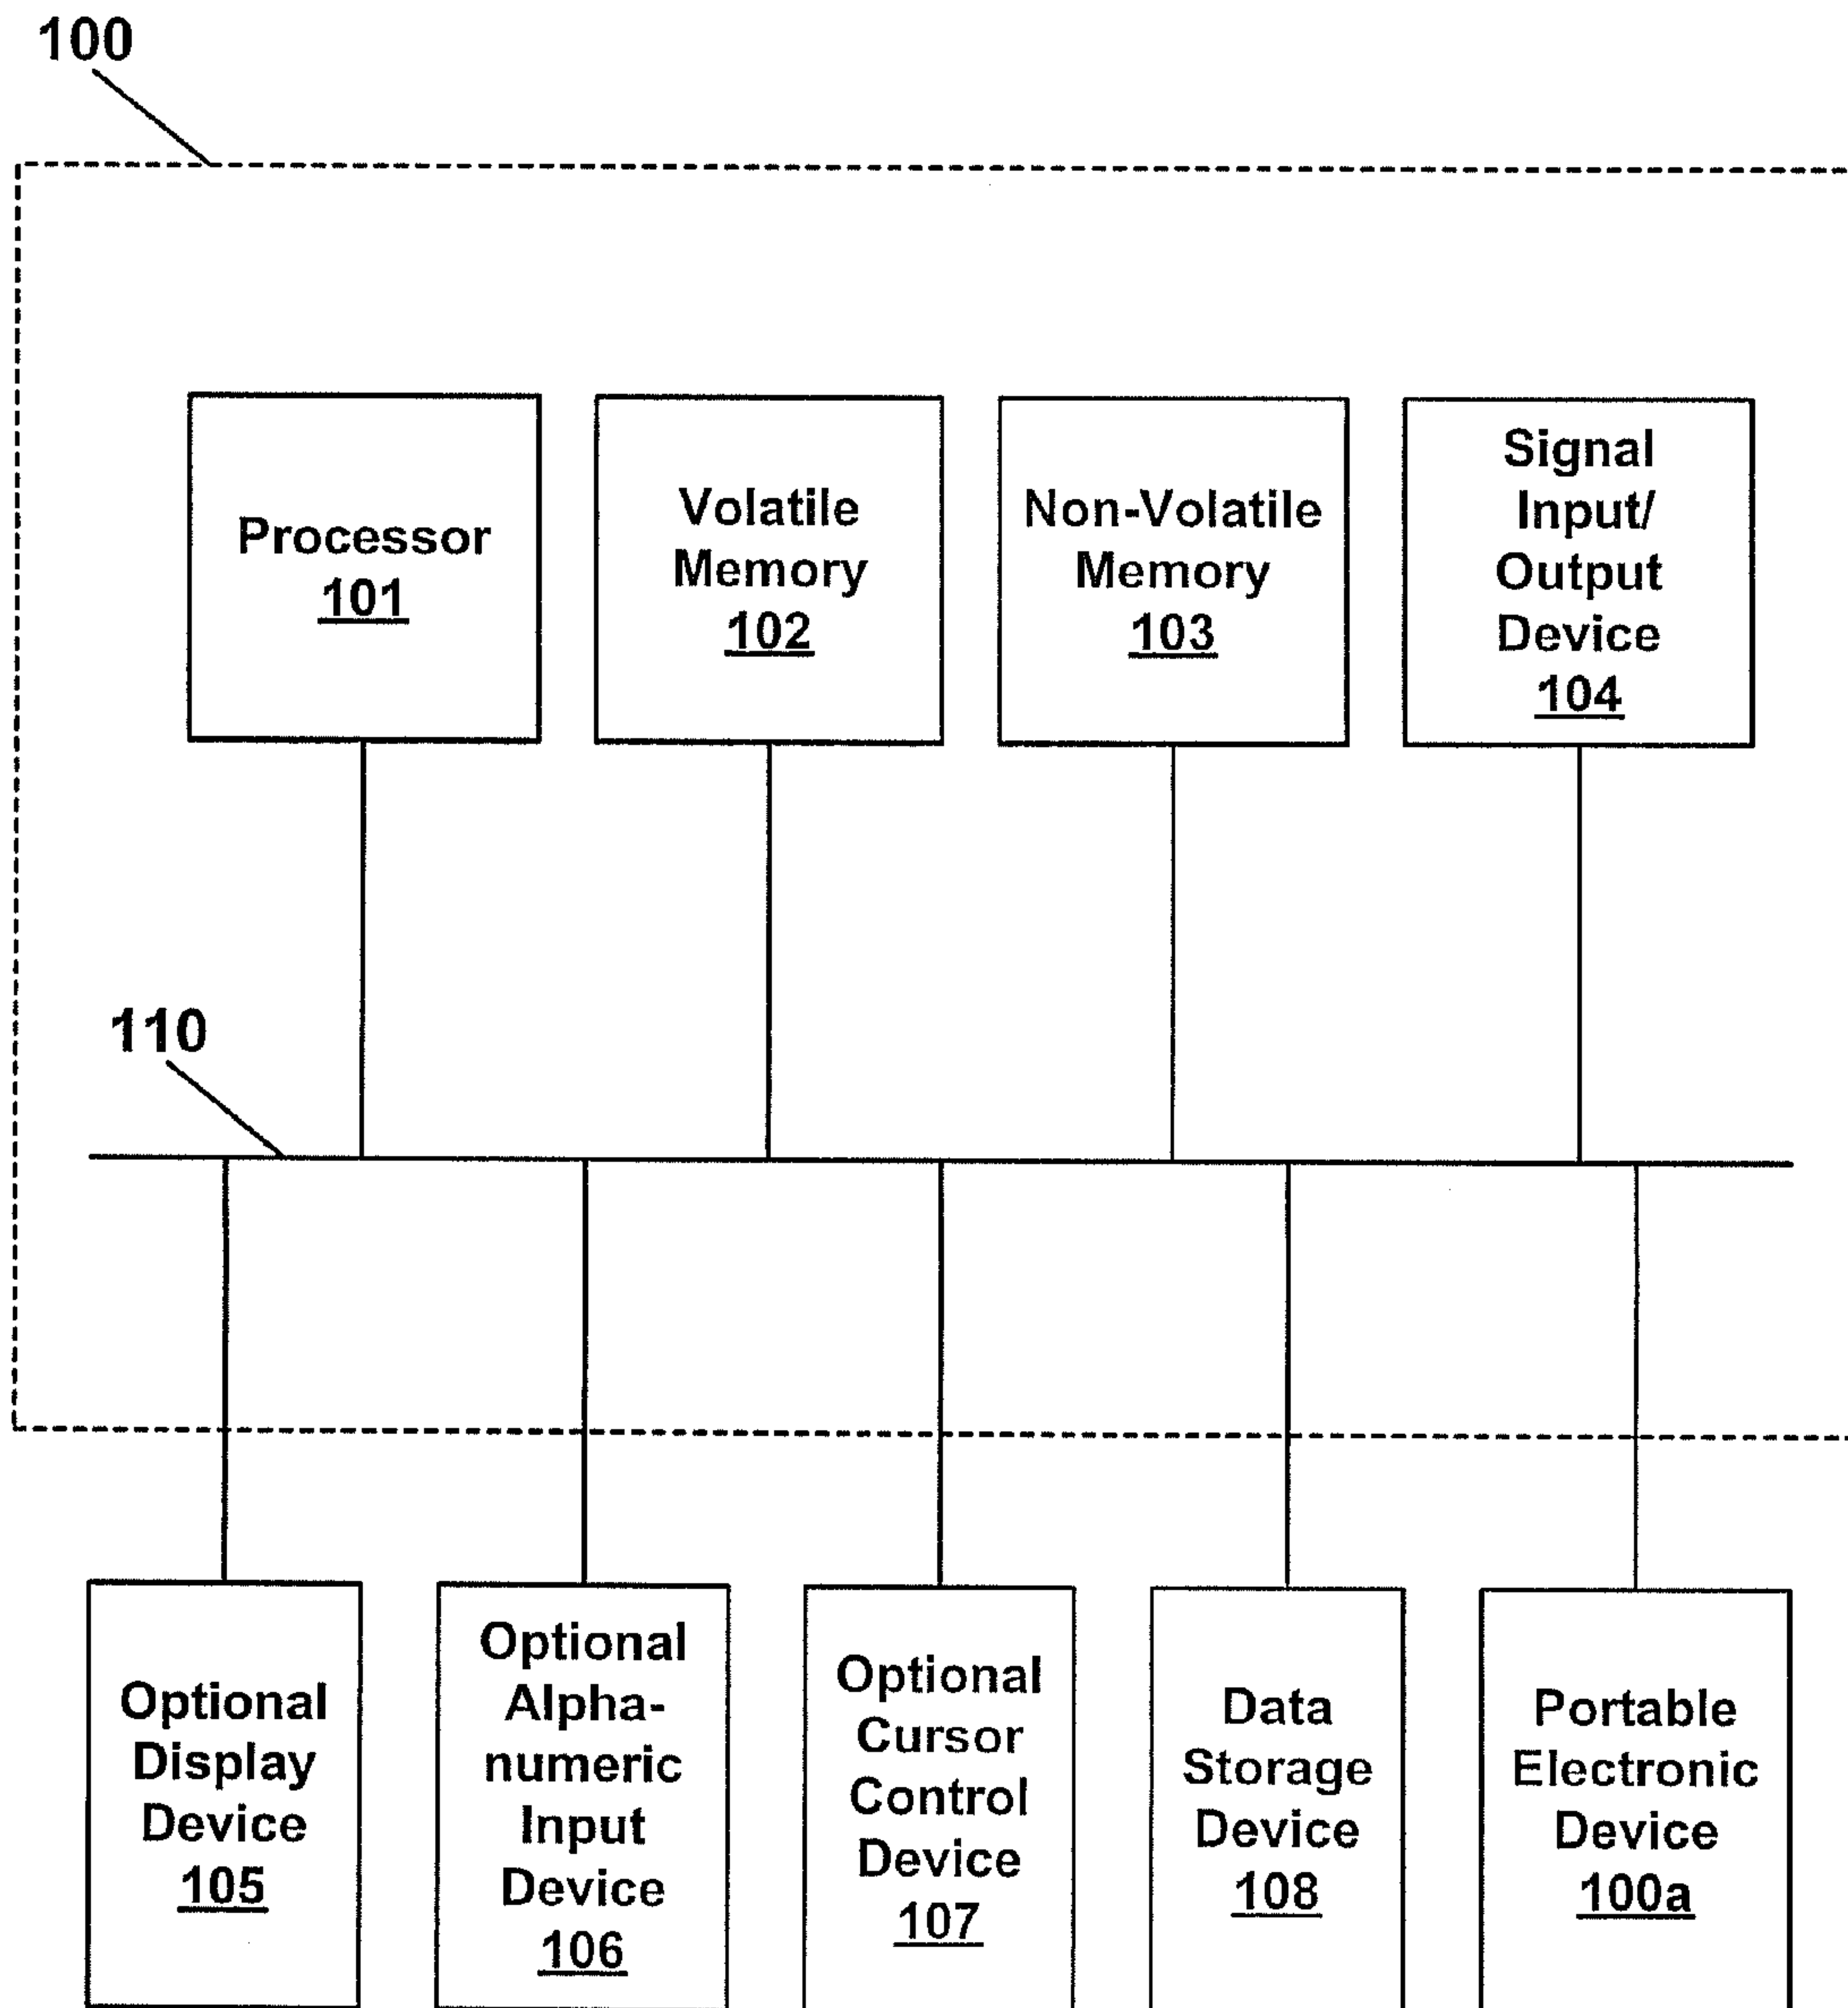 100
Processor
101
Volatile
Memory
102
Non-Volatile
Memory
103
Signal
Input/
Output
Device
104
110
Optional
Display
Device
105
Optional
Alpha-
numeric
Input
Device
106
Optional
Cursor
Control
Device
107
Data
Storage
Device
108
Portable
Electronic
Device
100a